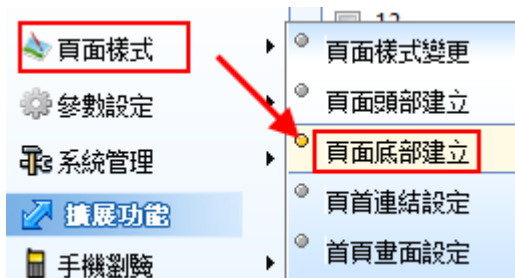 頁面樣式
參數設定
系統管理
擴展功能
手機瀏覽
12
頁面樣式變更
頁面頭部建立
頁面底部建立
頁首連結設定
首頁畫面設定